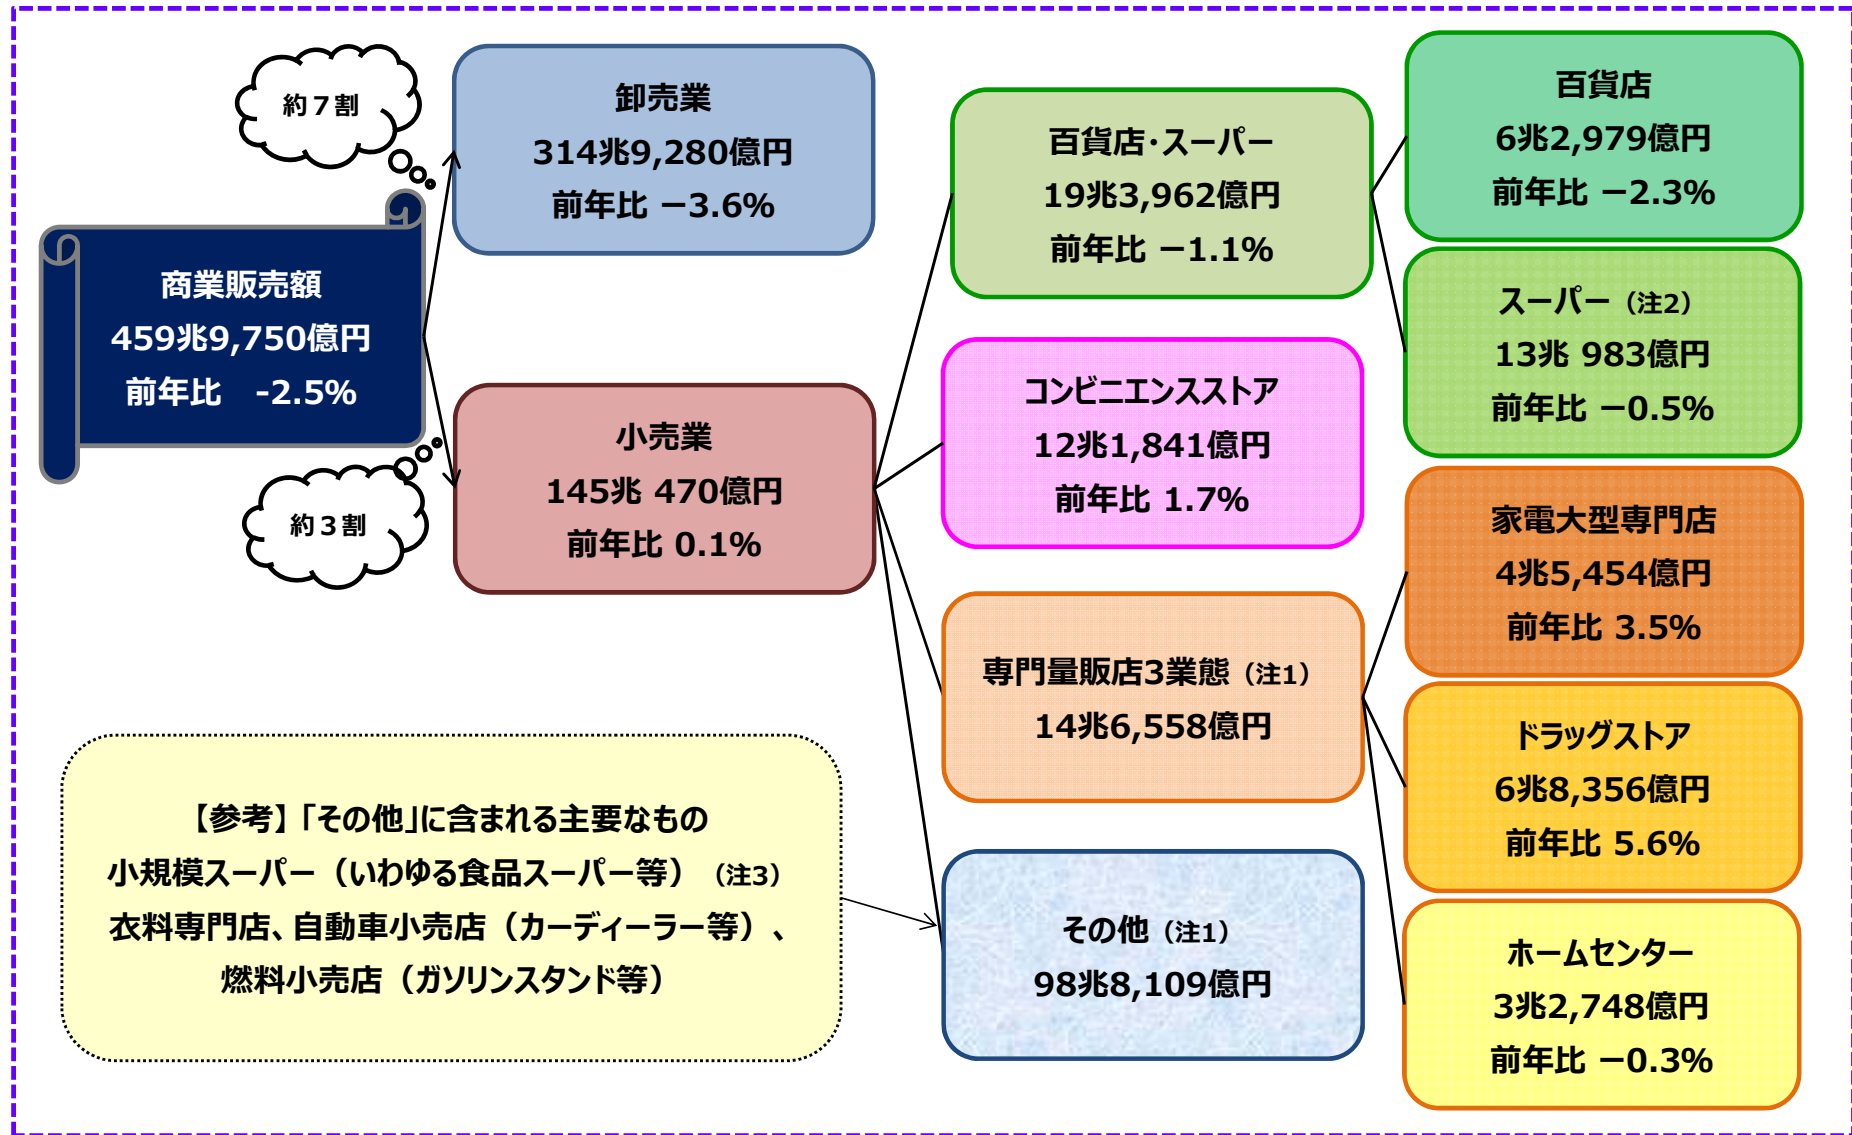 約７割
商業販売額
459兆9,750億円
前年比　-2.5%
約３割
卸売業
314兆9,280億円
前年比 －3.6%
小売業
145兆 470億円
前年比 0.1%
百貨店･スーパー
19兆3,962億円
前年比 －1.1%
コンビニエンスストア
12兆1,841億円
前年比 1.7%
専門量販店3業態（注1）
14兆6,558億円
その他（注1）
98兆8,109億円
百貨店
6兆2,979億円
前年比 －2.3%
スーパー（注2）
13兆 983億円
前年比 －0.5%
家電大型専門店
4兆5,454億円
前年比 3.5%
ドラッグストア
6兆8,356億円
前年比 5.6%
ホームセンター
3兆2,748億円
前年比 －0.3%
【参考】「その他」に含まれる主要なもの
小規模スーパー（いわゆる食品スーパー等）（注3）
衣料専門店、自動車小売店（カーディーラー等）、
燃料小売店（ガソリンスタンド等）